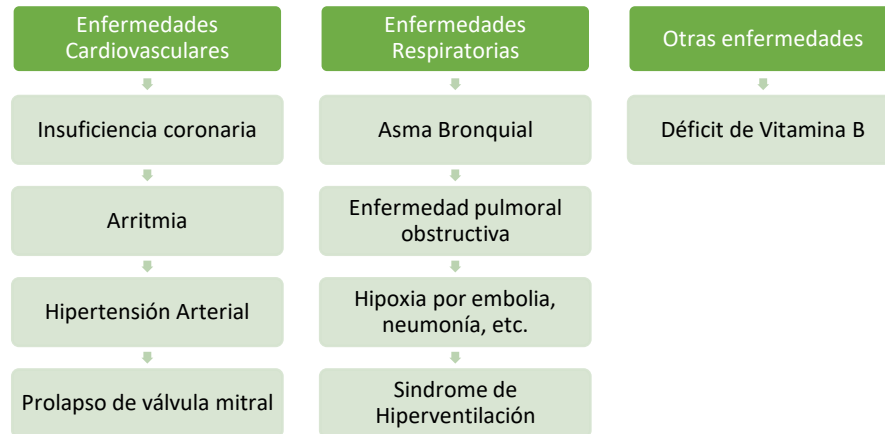 Enfermedades
Cardiovasculares
Insuficiencia coronaria
Arritmia
Hipertensión Arterial
Prolapso de válvula mitral
Enfermedades
Respiratorias
Asma Bronquial
Enfermedad pulmoral
obstructiva
Hipoxia por embolia,
neumonía, etc.
Sindrome de
Hiperventilación
Otras enfermedades
Déficit de Vitamina B